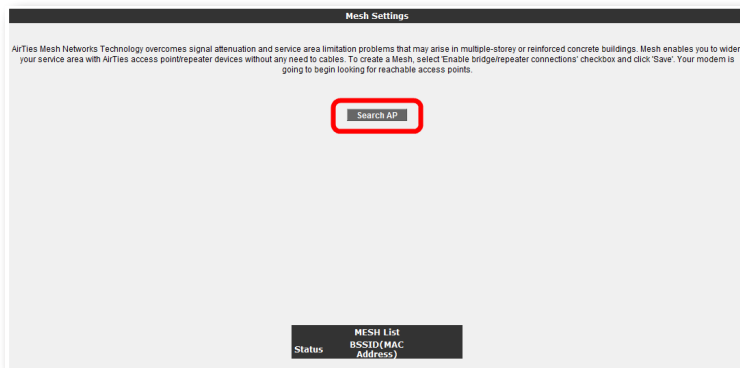 Mesh Settings
AirTies Mesh Networks Technology overcomes signal attenuation and service area limitation problems that may arise in multiple-storey or reinforced concrete buildings. Mesh enables you to widen
your service area with AirTies access point/repeater devices without any need to cables. To create a Mesh, select 'Enable bridge/repeater connections' checkbox and click 'Save'. Your modem is
going to begin looking for reachable access points.
Search AP
MESH List
Status BSSID(MAC
Address)